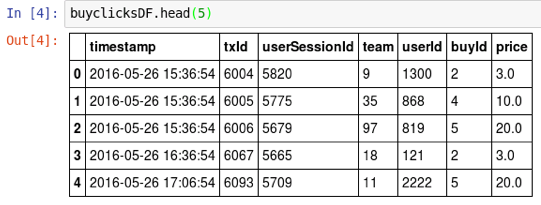 In [4]: buyclicksDF.head(5)
Out[4]:
timestamp txId userSessionId team userId buyId price
0 2016-05-26 15:36:54 6004 5820 9 1300 2 3.0
1 2016-05-26 15:36:54 6005 5775 35 868 4 10.0
2 2016-05-26 15:36:54 6006 5679 97 819 5 20.0
3 2016-05-26 16:36:54 6067 5665 18 121 2 3.0
4 2016-05-26 17:06:54 6093 5709 11 2222 5 20.0